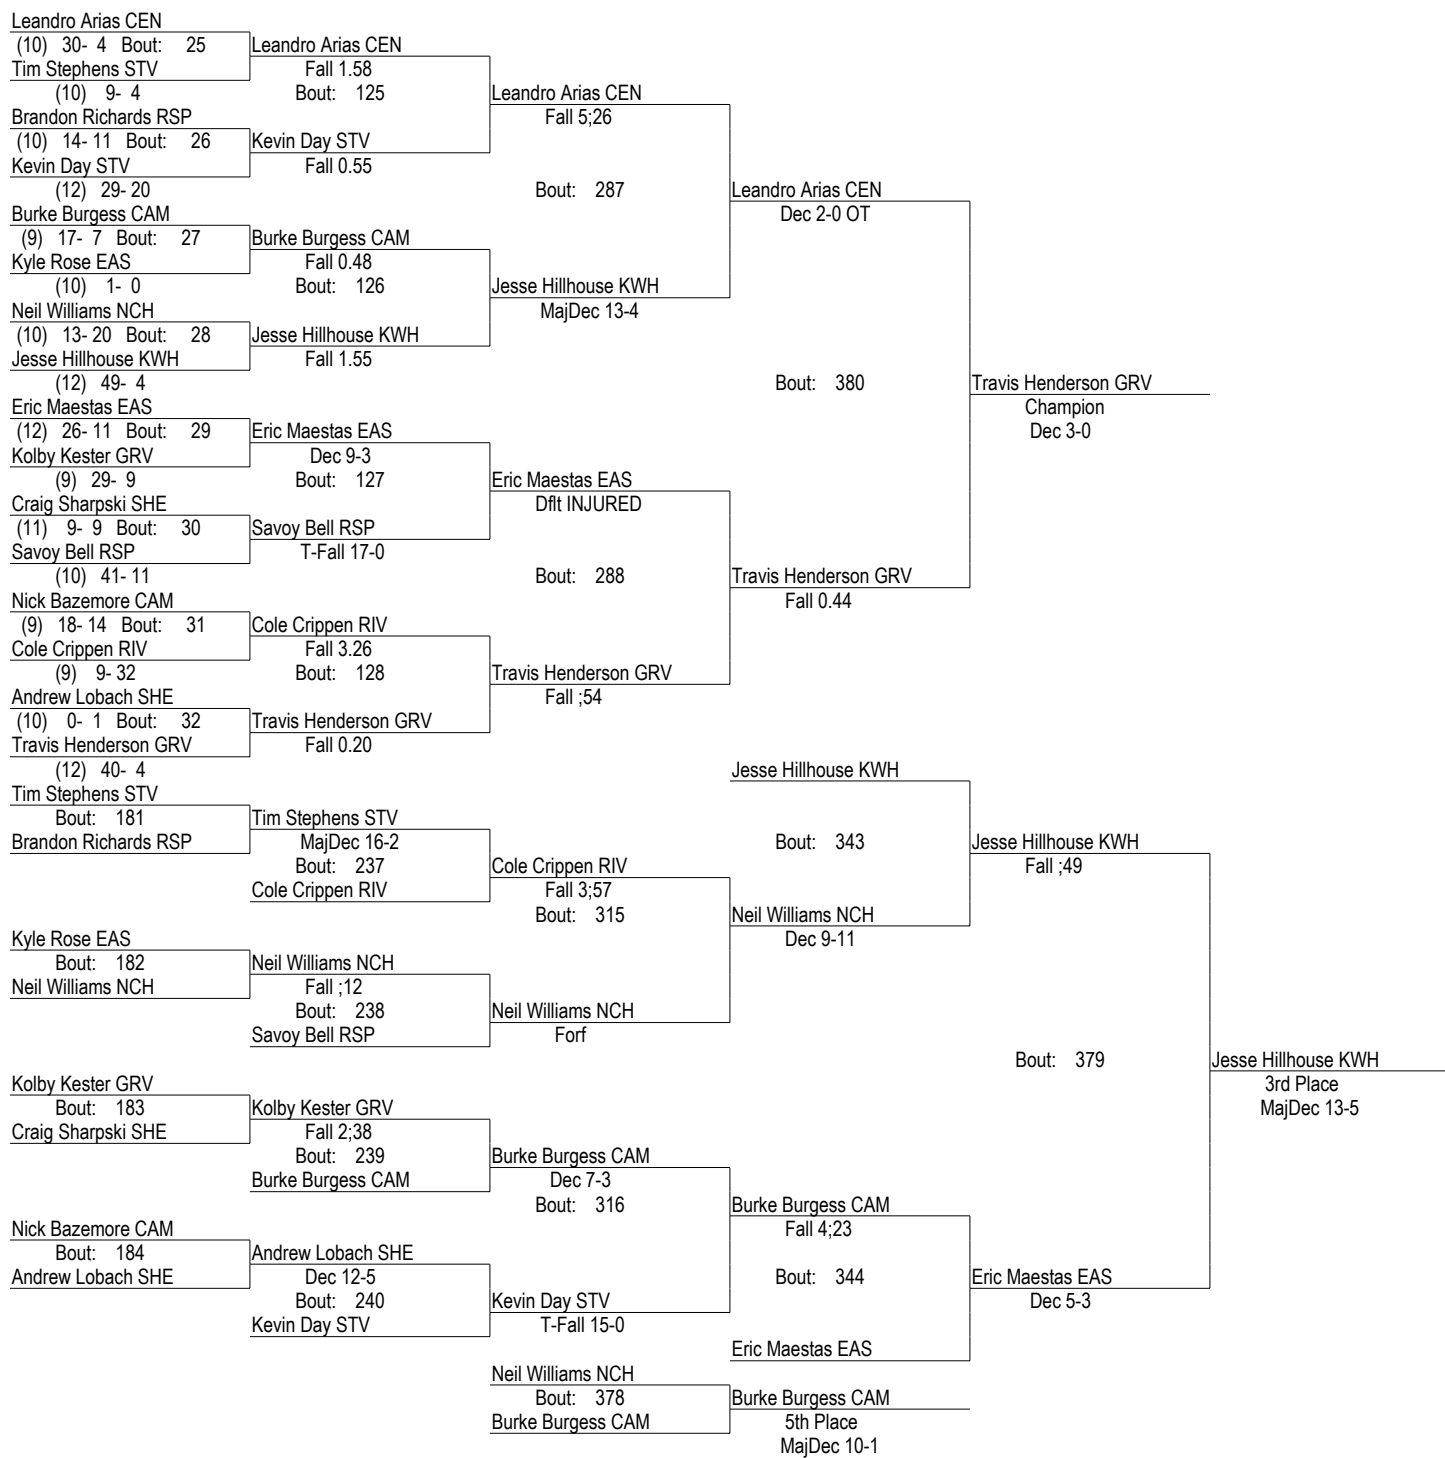 Leandro Arias CEN
(10) 30- 4 Bout: 25
Leandro Arias CEN
Tim Stephens STV
Fall 1.58
(10) 9- 4
Bout: 125
Leandro Arias CEN
Brandon Richards RSP
Fall 5;26
(10) 14- 11 Bout: 26
Kevin Day STV
Kevin Day STV
Fall 0.55
(12) 29- 20
Bout: 287
Leandro Arias CEN
Burke Burgess CAM
Dec 2-0 OT
(9) 17- 7 Bout: 27
Burke Burgess CAM
Kyle Rose EAS
Fall 0.48
(10) 1- 0
Bout: 126
Jesse Hillhouse KWH
Neil Williams NCH
MajDec 13-4
(10) 13- 20 Bout: 28
Jesse Hillhouse KWH
Jesse Hillhouse KWH
Fall 1.55
(12) 49- 4
Bout: 380
Travis Henderson GRV
Eric Maestas EAS
Champion
(12) 26- 11 Bout: 29
Eric Maestas EAS
Dec 3-0
Kolby Kester GRV
Dec 9-3
(9) 29- 9
Bout: 127
Eric Maestas EAS
Craig Sharpski SHE
Dflt INJURED
(11) 9- 9 Bout: 30
Savoy Bell RSP
Savoy Bell RSP
T-Fall 17-0
(10) 41- 11
Bout: 288
Travis Henderson GRV
Nick Bazemore CAM
Fall 0.44
(9) 18- 14 Bout: 31
Cole Crippen RIV
Cole Crippen RIV
Fall 3.26
(9) 9- 32
Bout: 128
Travis Henderson GRV
Andrew Lobach SHE
Fall ;54
(10) 0- 1 Bout: 32
Travis Henderson GRV
Travis Henderson GRV
Fall 0.20
(12) 40- 4
Jesse Hillhouse KWH
Tim Stephens STV
Bout: 181
Tim Stephens STV
Brandon Richards RSP
MajDec 16-2
Bout: 343
Jesse Hillhouse KWH
Bout: 237
Cole Crippen RIV
Fall ;49
Cole Crippen RIV
Fall 3;57
Bout: 315
Neil Williams NCH
Kyle Rose EAS
Dec 9-11
Bout: 182
Neil Williams NCH
Neil Williams NCH
Fall ;12
Bout: 238
Neil Williams NCH
Savoy Bell RSP
Forf
Bout: 379
Jesse Hillhouse KWH
Kolby Kester GRV
3rd Place
Bout: 183
Kolby Kester GRV
MajDec 13-5
Craig Sharpski SHE
Fall 2;38
Bout: 239
Burke Burgess CAM
Burke Burgess CAM
Dec 7-3
Bout: 316
Burke Burgess CAM
Nick Bazemore CAM
Fall 4;23
Bout: 184
Andrew Lobach SHE
Andrew Lobach SHE
Dec 12-5
Bout: 344
Eric Maestas EAS
Bout: 240
Kevin Day STV
Dec 5-3
Kevin Day STV
T-Fall 15-0
Eric Maestas EAS
Neil Williams NCH
Bout: 378
Burke Burgess CAM
Burke Burgess CAM
5th Place
MajDec 10-1